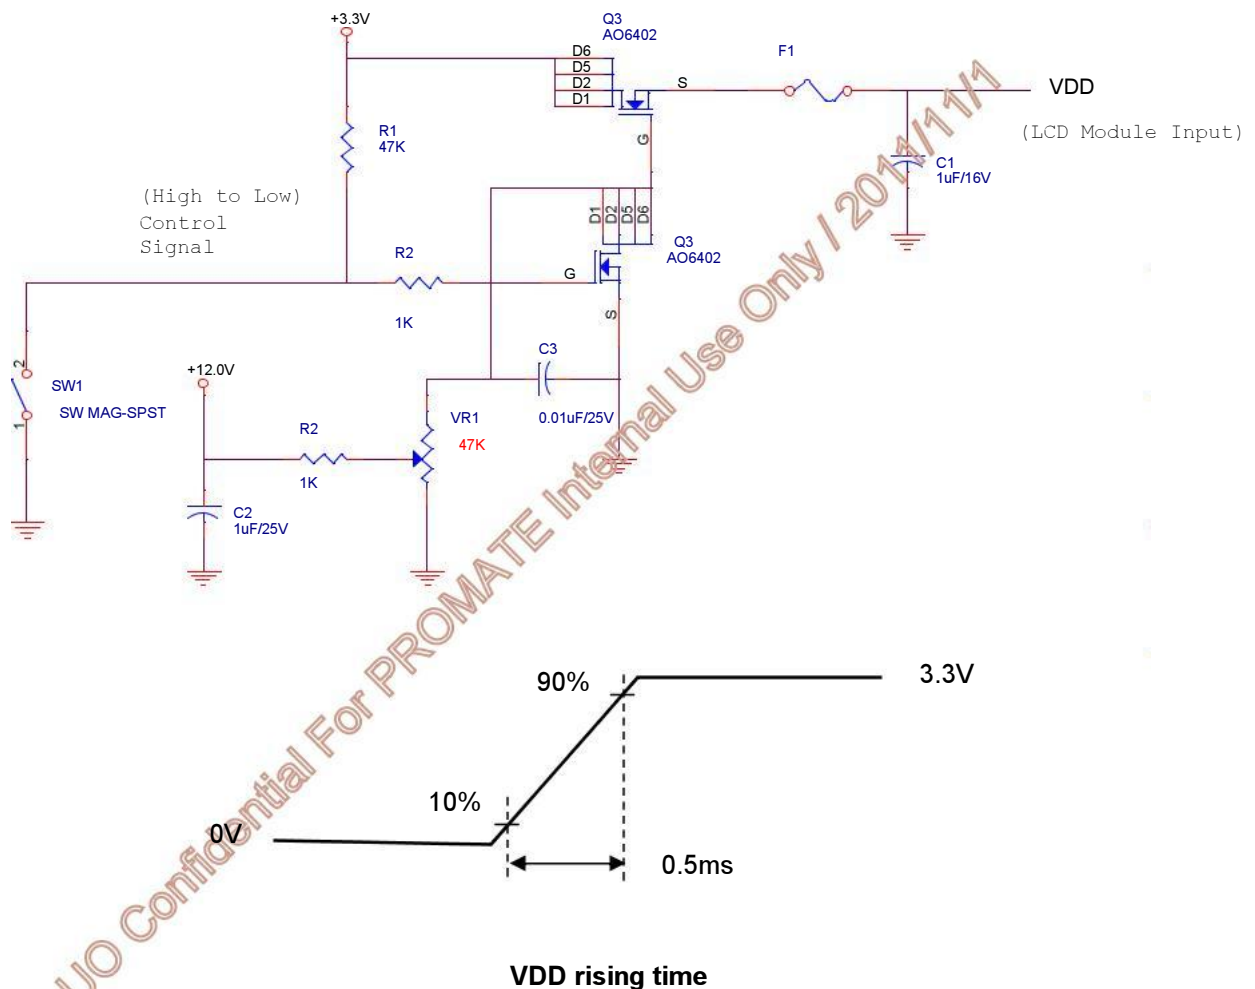 +3.3V
Q3
AO6402
F1
D6
D5
D2
D1
S
VDD
(LCD Module Input)
R1
47K
G
C1
1uF/16V
(High to Low)
Control
Signal
D1
D2
D5
D6
Q3
AO6402
R2
G
1K
S
C3
2
+12.0V
SW1
SW MAG-SPST
0.01uF/25V
1
VR1
47K
R2
1K
C2
1uF/25V
UO Confidential For PROMATE Internal Use Only / 2011/11/1
90%
3.3V
10%
0V
0.5ms
VDD rising time